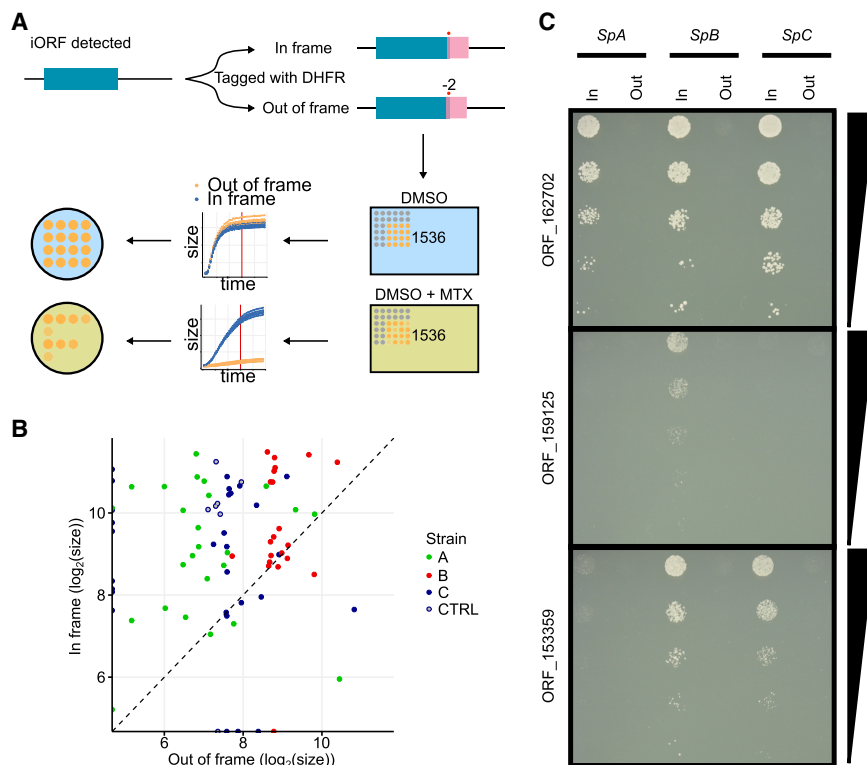 A
iORF detected
In frame
Tagged with DHFR
Out of frame
-2
Out of frame
In frame
size
time
DMSO
1536
DMSO + MTX
size
time
1536
B
In frame (log2(size))
10
8
6
6 8 10
Out of frame (log2(size))
Strain
A
B
C
CTRL
C
SpA SpB SpC
In Out In Out In Out
ORF_162702
ORF_159125
ORF_153359